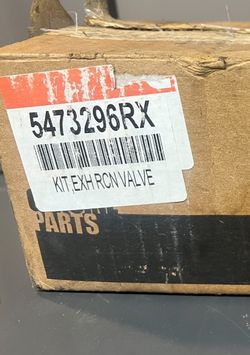 5473296RX
KIT,EXH RCN VALVE
PARTS